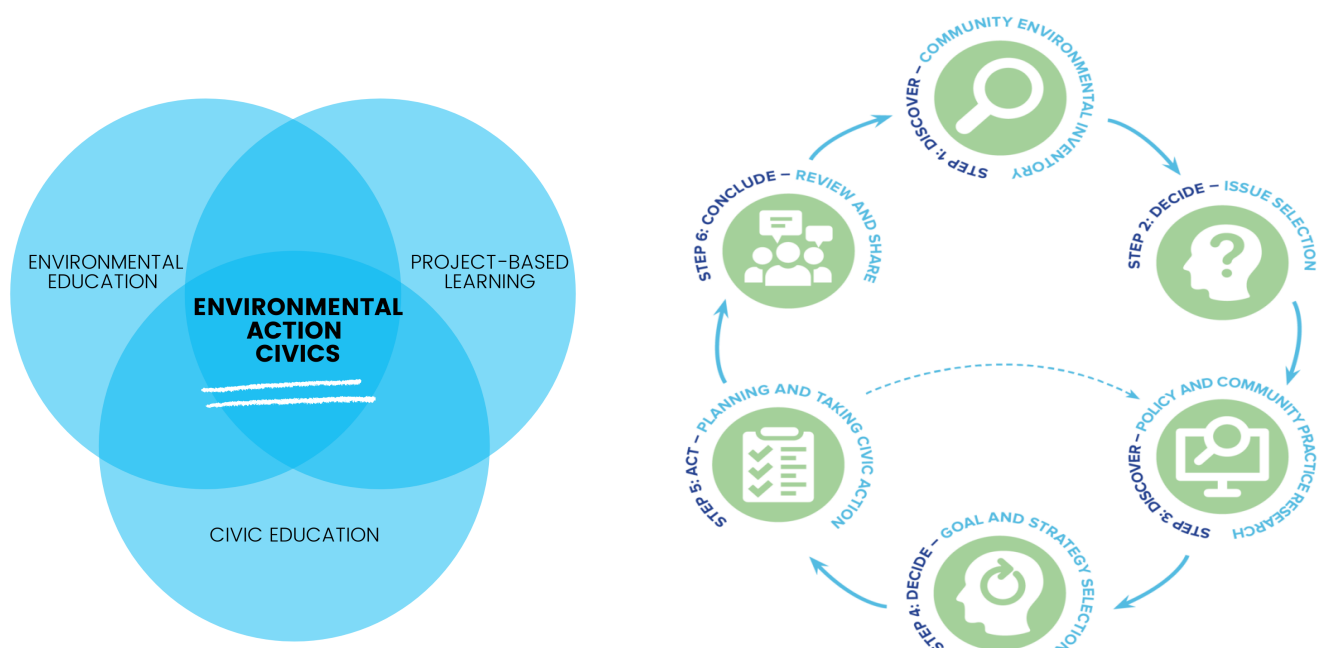 ENVIRONMENTAL
EDUCATION
PROJECT-BASED
LEARNING
ENVIRONMENTAL
ACTION
CIVICS
CIVIC EDUCATION
STEP 1: DISCOVER – COMMUNITY ENVIRONMENTAL INVENTORY
STEP 2: DECIDE – ISSUE SELECTION
STEP 3: DISCOVER – POLICY AND COMMUNITY PRACTICE RESEARCH
STEP 4: DECIDE – GOAL AND STRATEGY SELECTION
STEP 5: ACT – PLANNING AND TAKING CIVIC ACTION
STEP 6: CONCLUDE – REVIEW AND SHARE